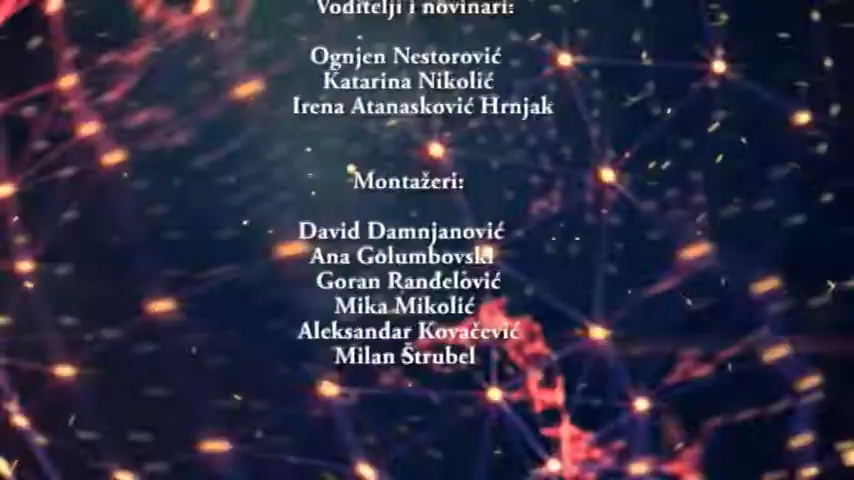 Voditelji i novinari:
Ognjen Nestorović
Katarina Nikolić
Irena Atanasković Hrnjak
Montažeri:
David Damnjanović
Ana Golumbovski
Goran Ranđelović
Mika Mikolić
Aleksandar Kovačević
Milan Štrubel